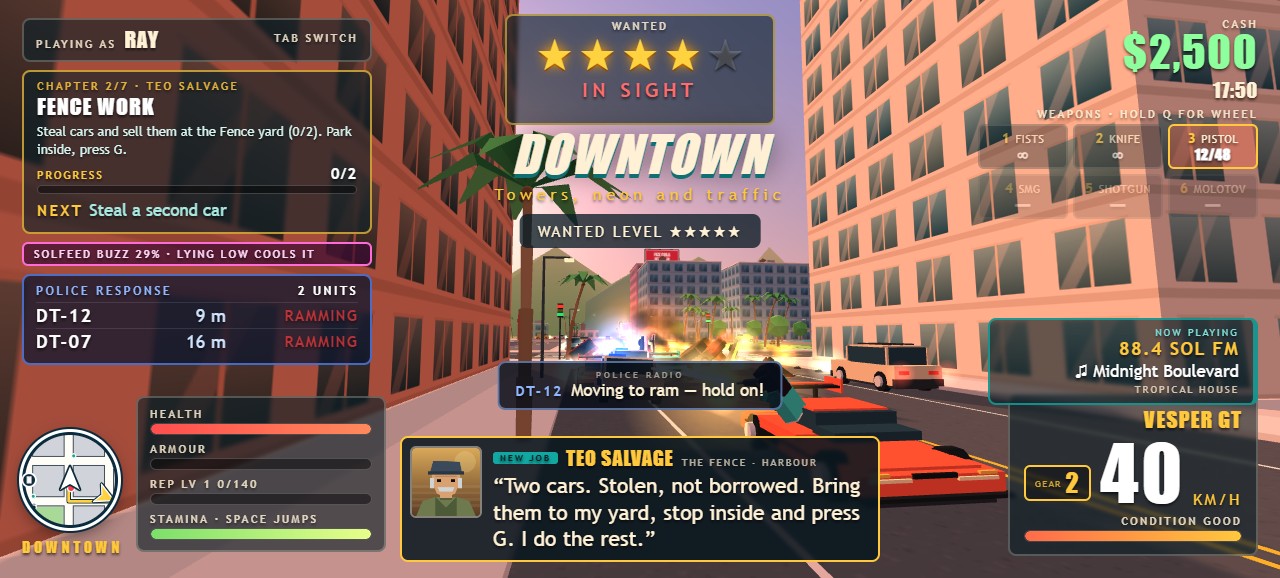 PLAYING AS RAY TAB SWITCH
CHAPTER 2/7 · TEO SALVAGE
FENCE WORK
Steal cars and sell them at the Fence yard (0/2). Park
inside, press G.
PROGRESS 0/2
NEXT Steal a second car
SOLFEED BUZZ 29% · LYING LOW COOLS IT
POLICE RESPONSE 2 UNITS
DT-12 9 m RAMMING
DT-07 16 m RAMMING
HEALTH
ARMOUR
REP LV 1 0/140
STAMINA · SPACE JUMPS
DOWNTOWN
WANTED
★★★★★
IN SIGHT
DOWNTOWN
Towers, neon and traffic
WANTED LEVEL ★★★★★
POLICE RADIO
DT-12 Moving to ram — hold on!
NEW JOB TEO SALVAGE THE FENCE · HARBOUR
“Two cars. Stolen, not borrowed. Bring
them to my yard, stop inside and press
G. I do the rest.”
CASH
$2,500
17:50
WEAPONS · HOLD Q FOR WHEEL
1 FISTS ∞
2 KNIFE ∞
3 PISTOL 12/48
4 SMG —
5 SHOTGUN —
6 MOLOTOV —
NOW PLAYING
88.4 SOL FM
♫ Midnight Boulevard
TROPICAL HOUSE
VESPER GT
GEAR 2 40 KM/H
CONDITION GOOD